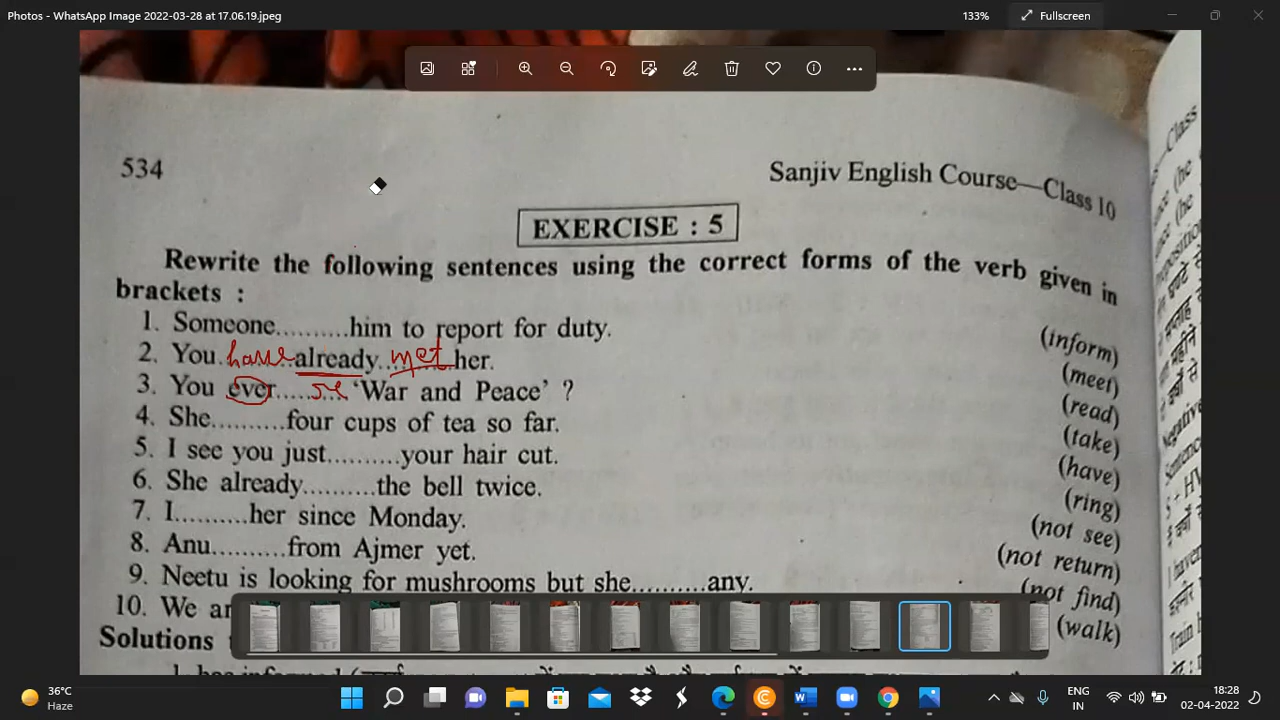 Photos - WhatsApp Image 2022-03-28 at 17.06.19.jpeg
133%
Fullscreen
534
Sanjiv English Course—Class 10
EXERCISE : 5
Rewrite the following sentences using the correct forms of the verb given in
brackets :
1. Someone..........him to report for duty. (inform)
2. You have already met her. (meet)
3. You ever.......... 'War and Peace' ? (read)
4. She..........four cups of tea so far. (take)
5. I see you just..........your hair cut. (have)
6. She already..........the bell twice. (ring)
7. I..........her since Monday. (not see)
8. Anu..........from Ajmer yet. (not return)
9. Neetu is looking for mushrooms but she..........any. (not find)
10. We (walk)
Solutions
1. has informed
36°C
Haze
ENG
IN
18:28
02-04-2022